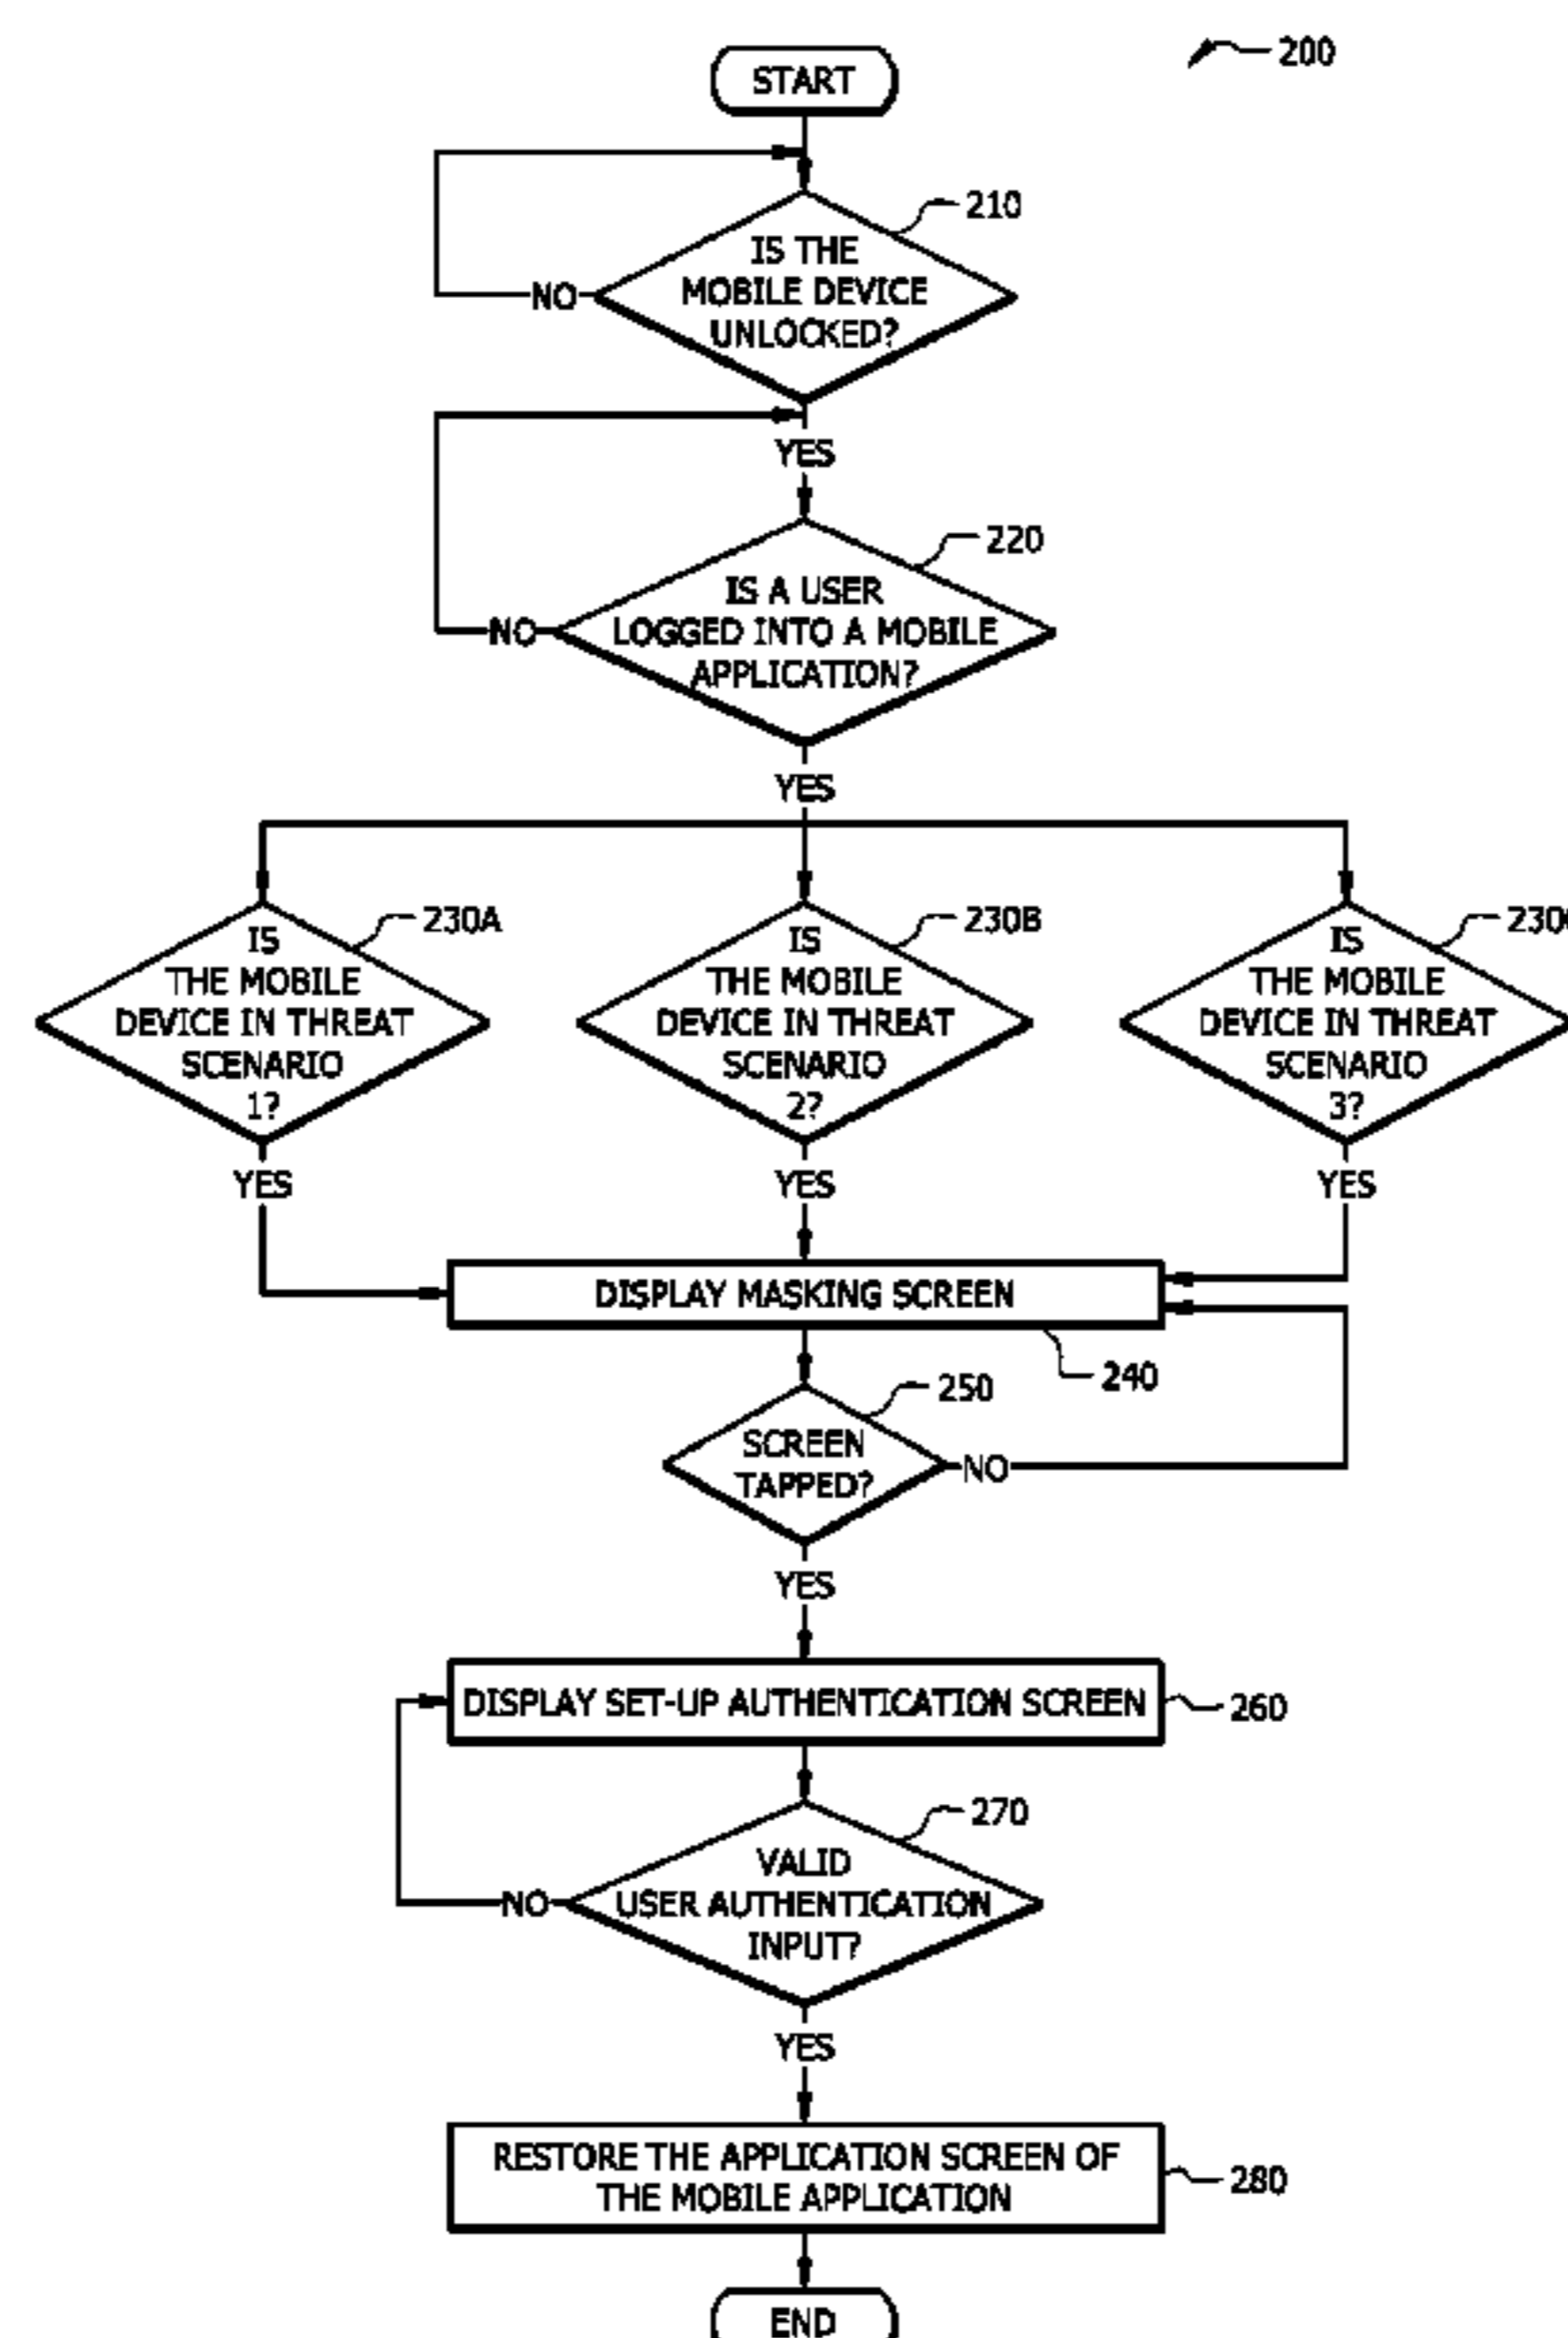 200
START
210
IS THE
MOBILE DEVICE
UNLOCKED?
NO
YES
220
IS A USER
LOGGED INTO A MOBILE
APPLICATION?
NO
YES
230A
IS
THE MOBILE
DEVICE IN THREAT
SCENARIO
1?
YES
230B
IS
THE MOBILE
DEVICE IN THREAT
SCENARIO
2?
YES
230C
IS
THE MOBILE
DEVICE IN THREAT
SCENARIO
3?
YES
DISPLAY MASKING SCREEN
240
250
SCREEN
TAPPED?
NO
YES
DISPLAY SET-UP AUTHENTICATION SCREEN
260
270
VALID
USER AUTHENTICATION
INPUT?
NO
YES
RESTORE THE APPLICATION SCREEN OF
THE MOBILE APPLICATION
280
END